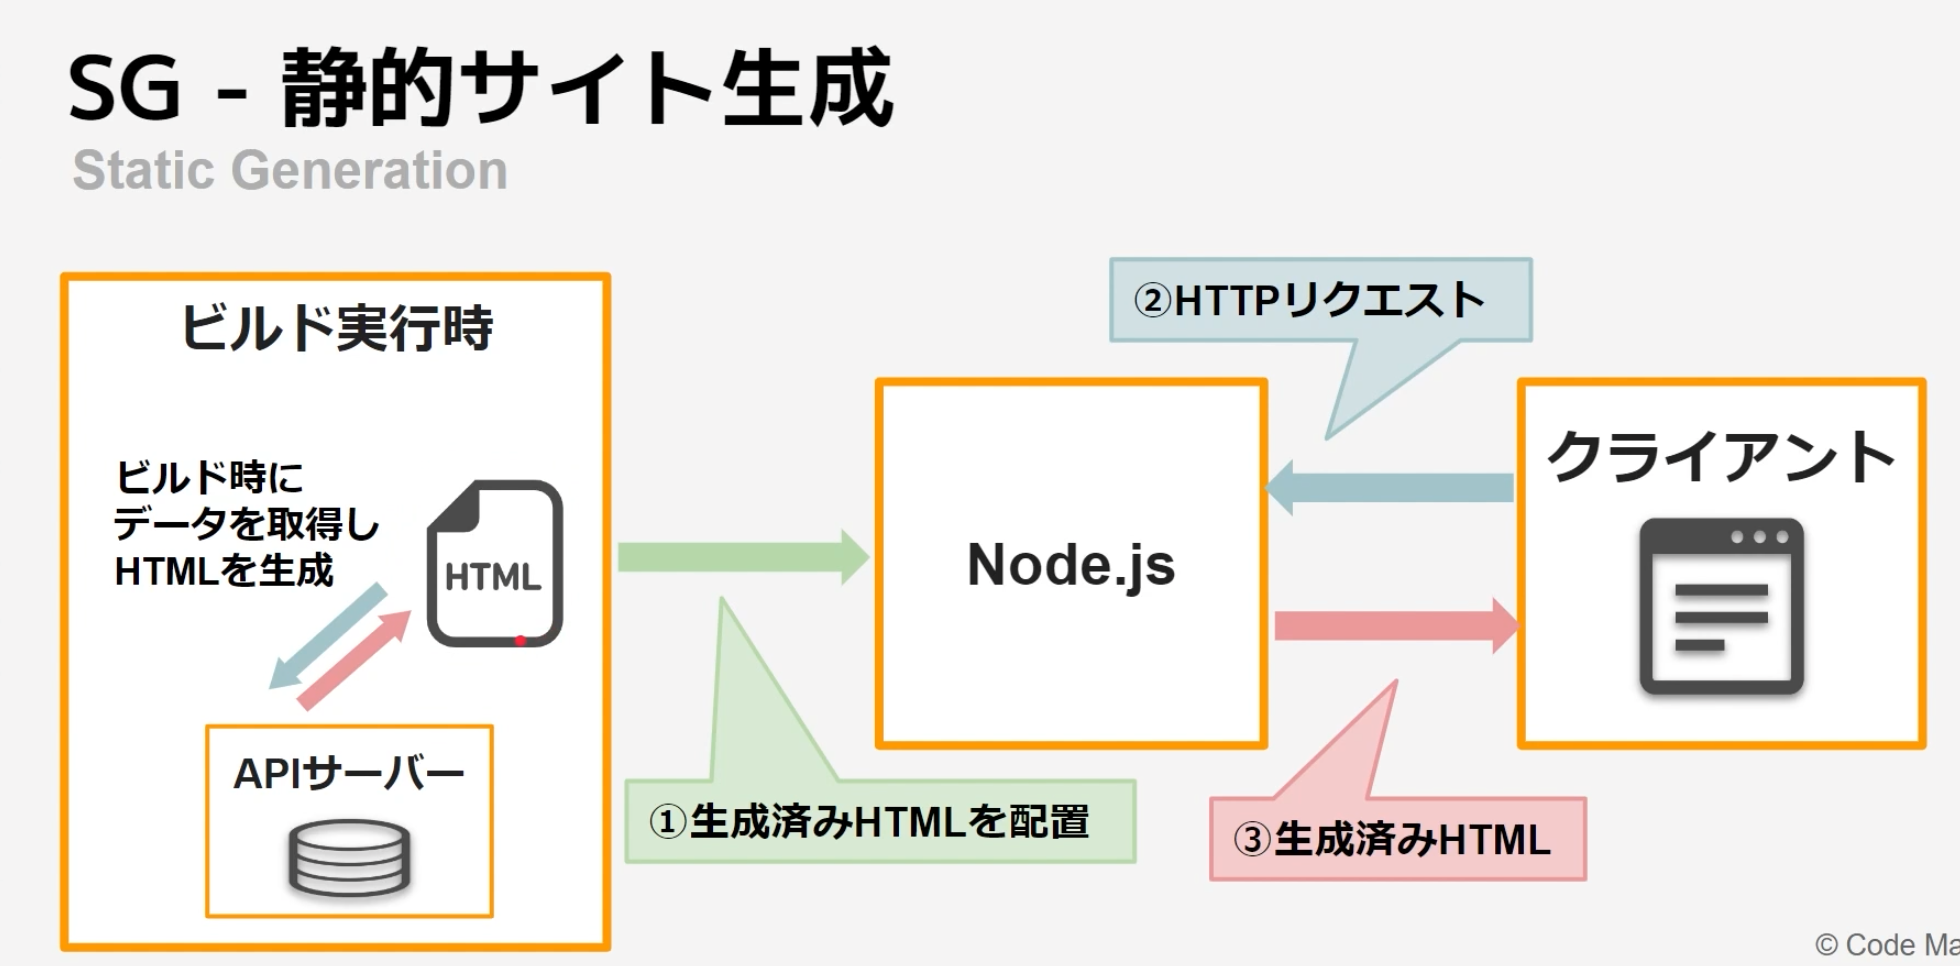 SG - 静的サイト生成
Static Generation
ビルド実行時
ビルド時に
データを取得し
HTMLを生成
HTML
APIサーバー
①生成済みHTMLを配置
Node.js
②HTTPリクエスト
クライアント
③生成済みHTML
© Code Ma